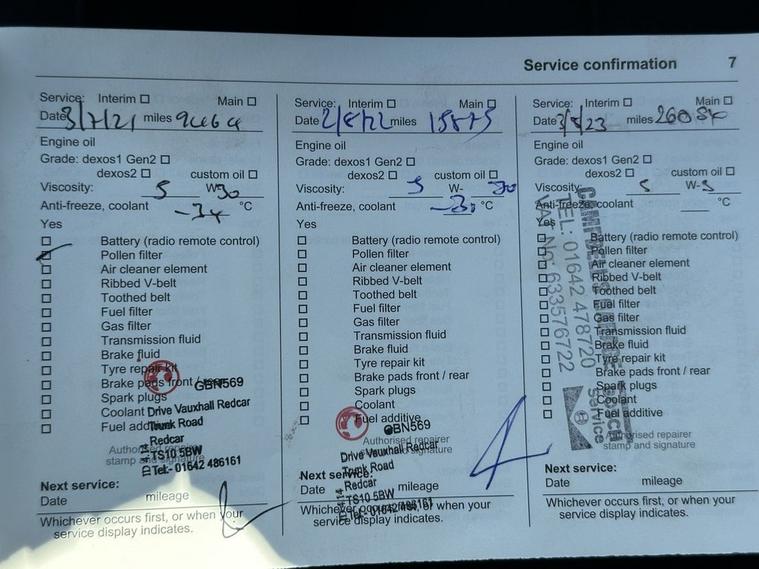 Service confirmation 7
Service: Interim Main
Date 3/7/21 miles
Engine oil
Grade: dexos1 Gen2
dexos2 custom oil
Viscosity: 5 W 30
Anti-freeze, coolant -34 °C
Yes
Battery (radio remote control)
Pollen filter
Air cleaner element
Ribbed V-belt
Toothed belt
Fuel filter
Gas filter
Transmission fluid
Brake fluid
Tyre repair kit
Brake pads front / rear
Spark plugs
Coolant
Fuel additive
GBN569
Drive Vauxhall Redcar
Trunk Road
Redcar
TS10 5BW
Tel:- 01642 486161
Authorised repairer
stamp and signature
Next service:
Date mileage
Whichever occurs first, or when your
service display indicates.
Service: Interim Main
Date 2/8/22 miles 15875
Engine oil
Grade: dexos1 Gen2
dexos2 custom oil
Viscosity: 5 W- 30
Anti-freeze, coolant °C
Yes
Battery (radio remote control)
Pollen filter
Air cleaner element
Ribbed V-belt
Toothed belt
Fuel filter
Gas filter
Transmission fluid
Brake fluid
Tyre repair kit
Brake pads front / rear
Spark plugs
Coolant
Fuel additive
GBN569
Drive Vauxhall Redcar
Trunk Road
Redcar
TS10 5BW
Tel:- 01642 486161
Authorised repairer
stamp and signature
Next service:
Date mileage
Whichever occurs first, or when your
service display indicates.
Service: Interim Main
Date miles
Engine oil
Grade: dexos1 Gen2
dexos2 custom oil
Viscosity: 5 W-
Anti-freeze, coolant °C
Yes
Battery (radio remote control)
Pollen filter
Air cleaner element
Ribbed V-belt
Toothed belt
Fuel filter
Gas filter
Transmission fluid
Brake fluid
Tyre repair kit
Brake pads front / rear
Spark plugs
Coolant
Fuel additive
TEL: 01642 478720
VAT No: 633576722
Service
Authorised repairer
stamp and signature
Next service:
Date mileage
Whichever occurs first, or when your
service display indicates.